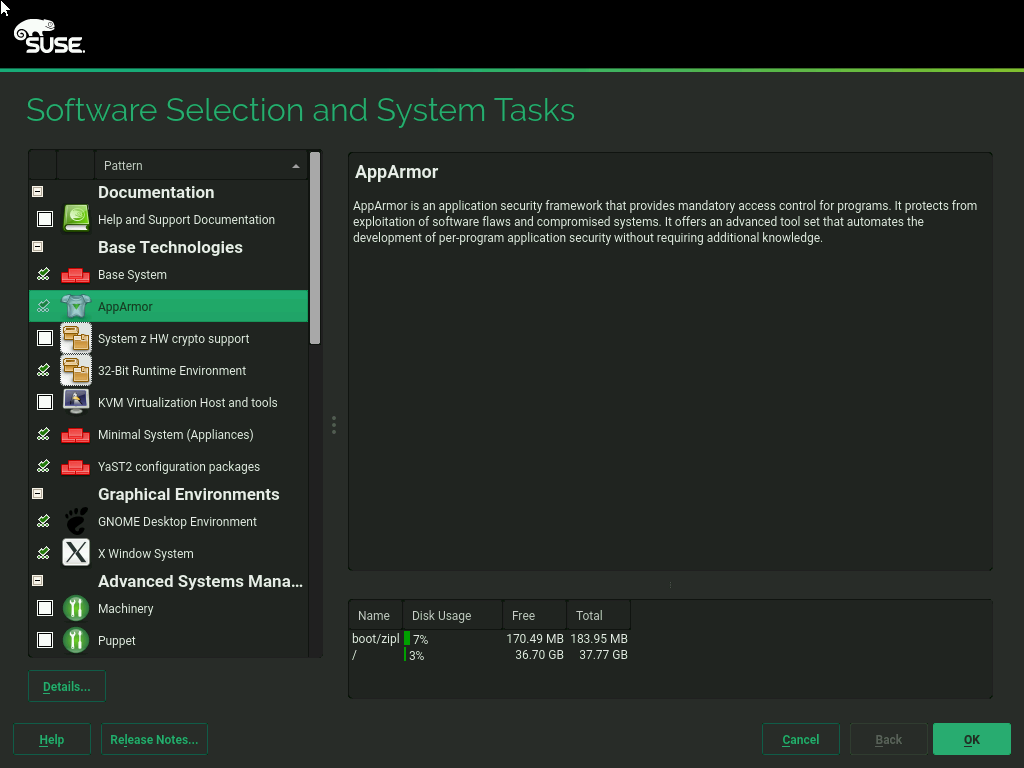 SUSE.
Software Selection and System Tasks
Pattern
Documentation
Help and Support Documentation
Base Technologies
Base System
AppArmor
System z HW crypto support
32-Bit Runtime Environment
KVM Virtualization Host and tools
Minimal System (Appliances)
YaST2 configuration packages
Graphical Environments
GNOME Desktop Environment
X Window System
Advanced Systems Mana...
Machinery
Puppet
Details...
AppArmor
AppArmor is an application security framework that provides mandatory access control for programs. It protects from
exploitation of software flaws and compromised systems. It offers an advanced tool set that automates the
development of per-program application security without requiring additional knowledge.
Name Disk Usage Free Total
boot/zipl 7% 170.49 MB 183.95 MB
/ 3% 36.70 GB 37.77 GB
Help Release Notes... Cancel Back OK